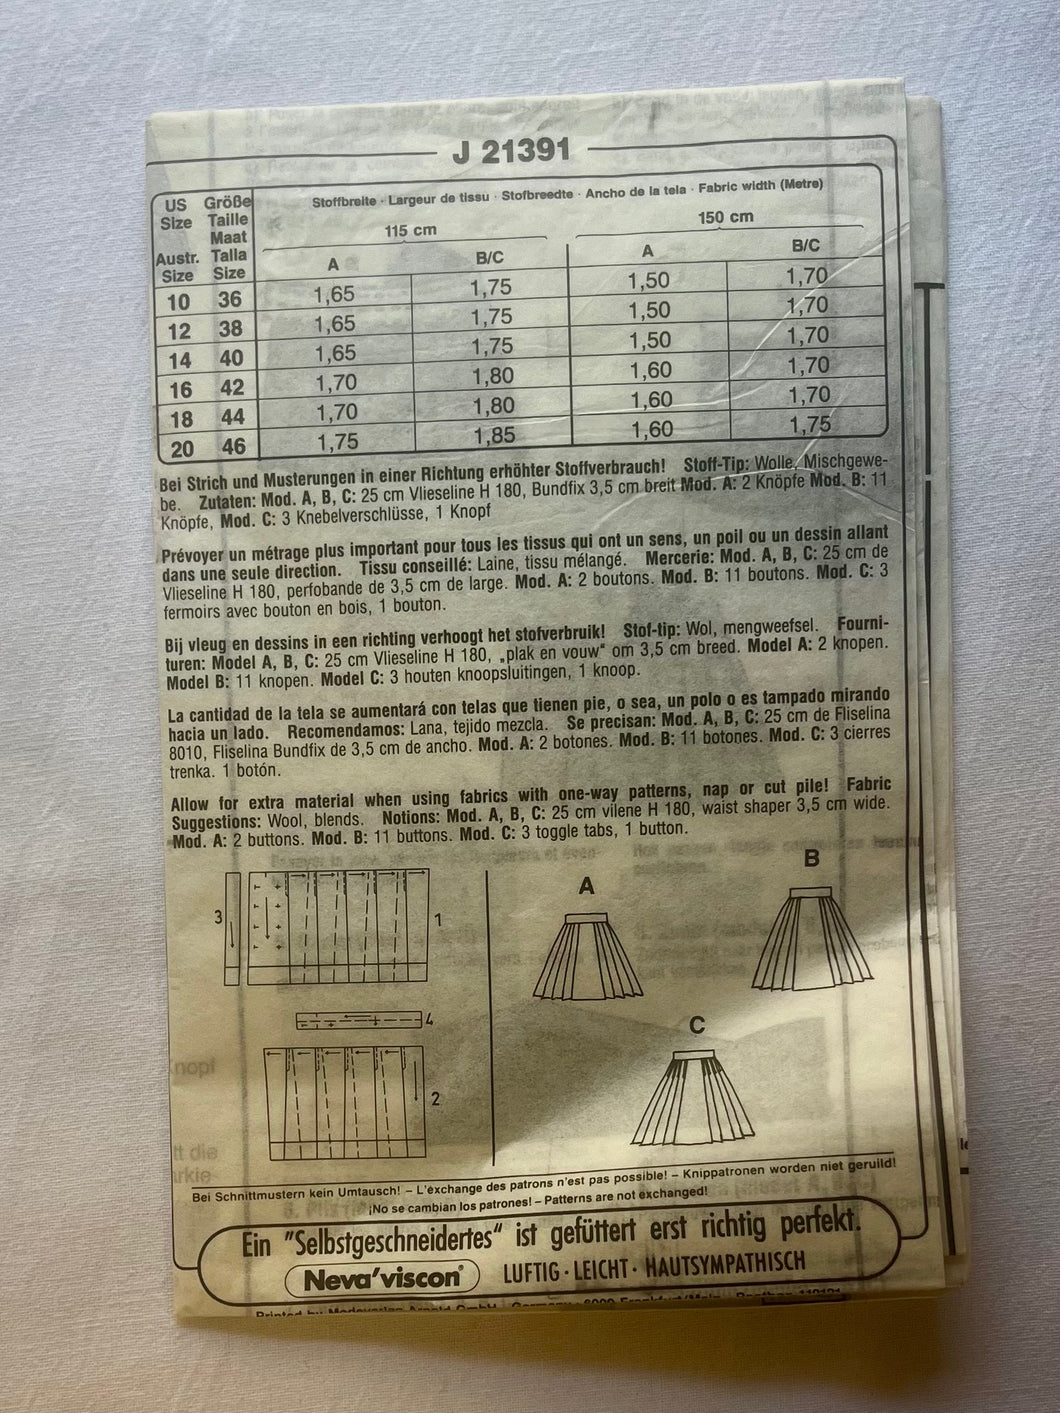 J 21391
US Size Größe Taille Maat Stoffbreite · Largeur de tissu · Stofbreedte · Ancho de la tela · Fabric width (Metre)
115 cm 150 cm
Austr. Size Talla Size A B/C A B/C
10 36 1,65 1,75 1,50 1,70
12 38 1,65 1,75 1,50 1,70
14 40 1,65 1,75 1,50 1,70
16 42 1,70 1,80 1,60 1,70
18 44 1,70 1,80 1,60 1,70
20 46 1,75 1,85 1,60 1,75
Bei Strich und Musterungen in einer Richtung erhöhter Stoffverbrauch! Stoff-Tip: Wolle, Mischgewe-
be. Zutaten: Mod. A, B, C: 25 cm Vlieseline H 180, Bundfix 3,5 cm breit Mod. A: 2 Knöpfe Mod. B: 11
Knöpfe, Mod. C: 3 Knebelverschlüsse, 1 Knopf
Prévoyer un métrage plus important pour tous les tissus qui ont un sens, un poil ou un dessin allant
dans une seule direction. Tissu conseillé: Laine, tissu mélangé. Mercerie: Mod. A, B, C: 25 cm de
Vlieseline H 180, perfobande de 3,5 cm de large. Mod. A: 2 boutons. Mod. B: 11 boutons. Mod. C: 3
fermoirs avec bouton en bois, 1 bouton.
Bij vleug en dessins in een richting verhoogt het stofverbruik! Stof-tip: Wol, mengweefsel. Fourni-
turen: Model A, B, C: 25 cm Vlieseline H 180, „plak en vouw" om 3,5 cm breed. Model A: 2 knopen.
Model B: 11 knopen. Model C: 3 houten knoopsluitingen, 1 knoop.
La cantidad de la tela se aumentará con telas que tienen pie, o sea, un polo o es tampado mirando
hacia un lado. Recomendamos: Lana, tejido mezcla. Se precisan: Mod. A, B, C: 25 cm de Fliselina
8010, Fliselina Bundfix de 3,5 cm de ancho. Mod. A: 2 botones. Mod. B: 11 botones. Mod. C: 3 cierres
trenka. 1 botón.
Allow for extra material when using fabrics with one-way patterns, nap or cut pile! Fabric
Suggestions: Wool, blends. Notions: Mod. A, B, C: 25 cm vilene H 180, waist shaper 3,5 cm wide.
Mod. A: 2 buttons. Mod. B: 11 buttons. Mod. C: 3 toggle tabs, 1 button.
3
1
4
2
A
B
C
Bei Schnittmustern kein Umtausch! – L'èxchange des patrons n'est pas possible! – Knippatronen worden niet geruild!
¡No se cambian los patrones! – Patterns are not exchanged!
Ein "Selbstgeschneidertes" ist gefüttert erst richtig perfekt.
Neva'viscon® LUFTIG · LEICHT · HAUTSYMPATHISCH